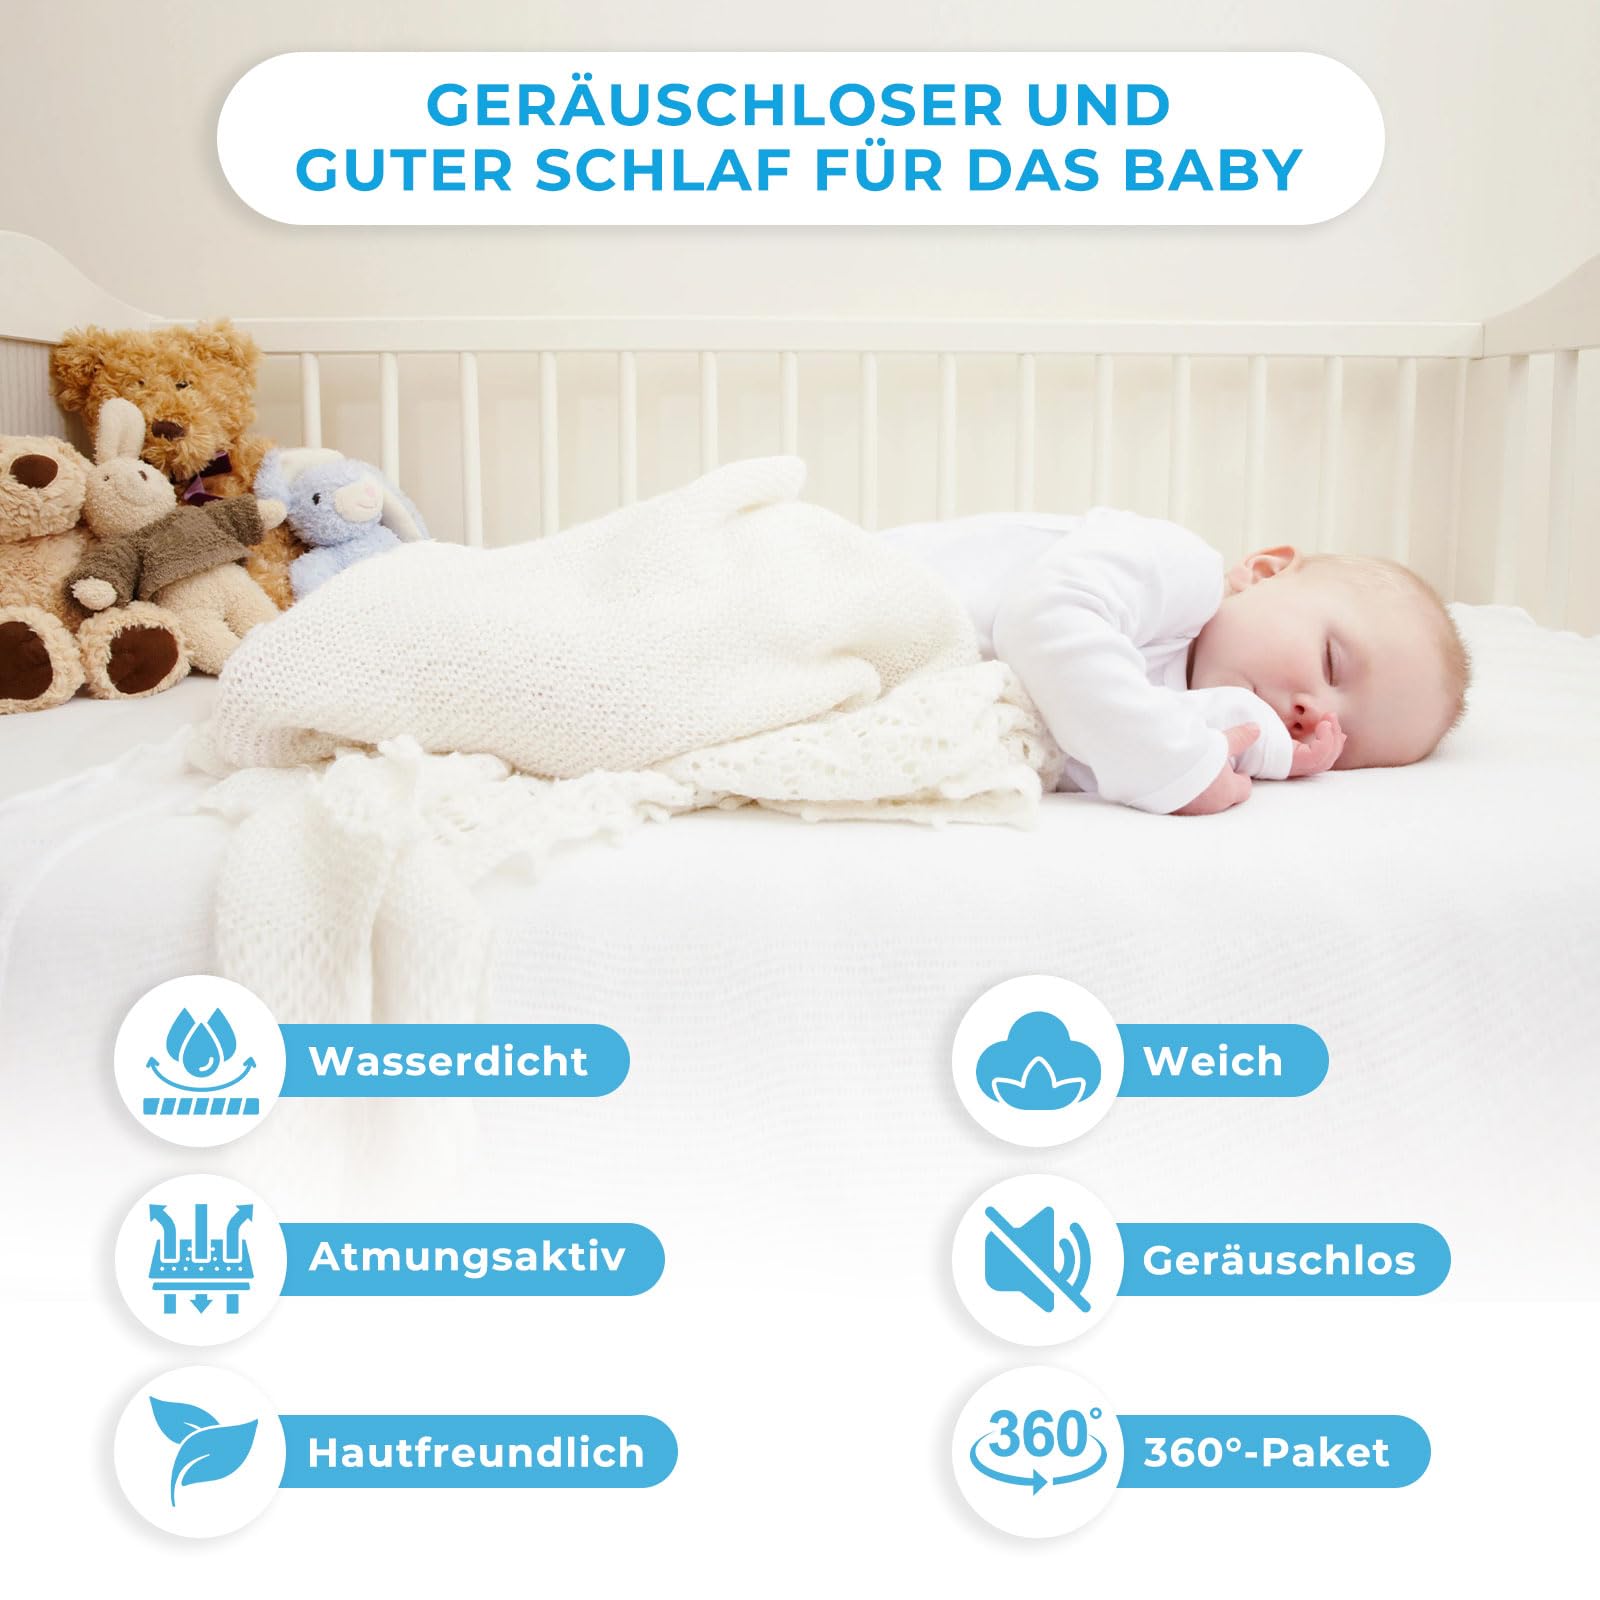 GERÄUSCHLOSER UND
GUTER SCHLAF FÜR DAS BABY
Wasserdicht
Weich
Atmungsaktiv
Geräuschlos
Hautfreundlich
360°
360°-Paket